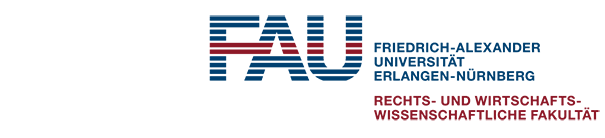 FAU
FRIEDRICH-ALEXANDER
UNIVERSITÄT
ERLANGEN-NÜRNBERG
RECHTS- UND WIRTSCHAFTS-
WISSENSCHAFTLICHE FAKULTÄT